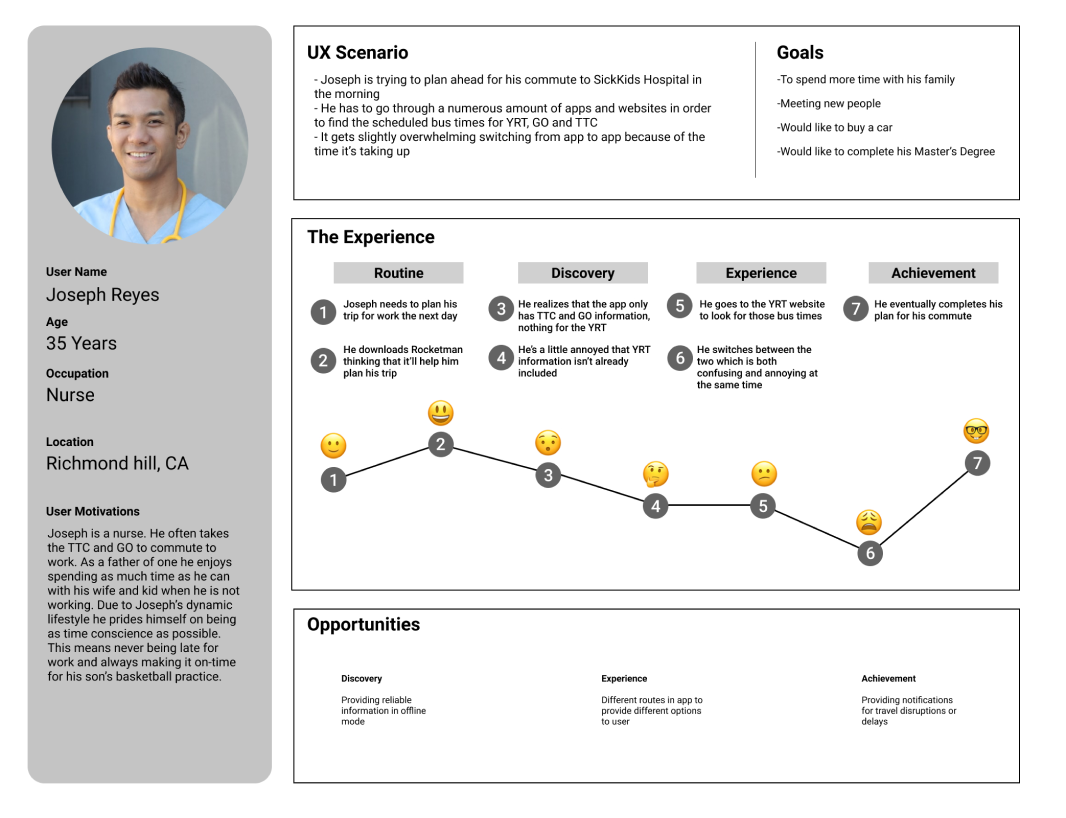 User Name
Joseph Reyes
Age
35 Years
Occupation
Nurse
Location
Richmond hill, CA
User Motivations
Joseph is a nurse. He often takes
the TTC and GO to commute to
work. As a father of one he enjoys
spending as much time as he can
with his wife and kid when he is not
working. Due to Joseph's dynamic
lifestyle he prides himself on being
as time conscience as possible.
This means never being late for
work and always making it on-time
for his son's basketball practice.
UX Scenario
- Joseph is trying to plan ahead for his commute to SickKids Hospital in
the morning
- He has to go through a numerous amount of apps and websites in order
to find the scheduled bus times for YRT, GO and TTC
- It gets slightly overwhelming switching from app to app because of the
time it's taking up
Goals
-To spend more time with his family
-Meeting new people
-Would like to buy a car
-Would like to complete his Master's Degree
The Experience
Routine
1
Joseph needs to plan his
trip for work the next day
2
He downloads Rocketman
thinking that it'll help him
plan his trip
Discovery
3
He realizes that the app only
has TTC and GO information,
nothing for the YRT
4
He's a little annoyed that YRT
information isn't already
included
Experience
5
He goes to the YRT website
to look for those bus times
6
He switches between the
two which is both
confusing and annoying at
the same time
Achievement
7
He eventually completes his
plan for his commute
1
2
3
4
5
6
7
Opportunities
Discovery
Providing reliable
information in offline
mode
Experience
Different routes in app to
provide different options
to user
Achievement
Providing notifications
for travel disruptions or
delays